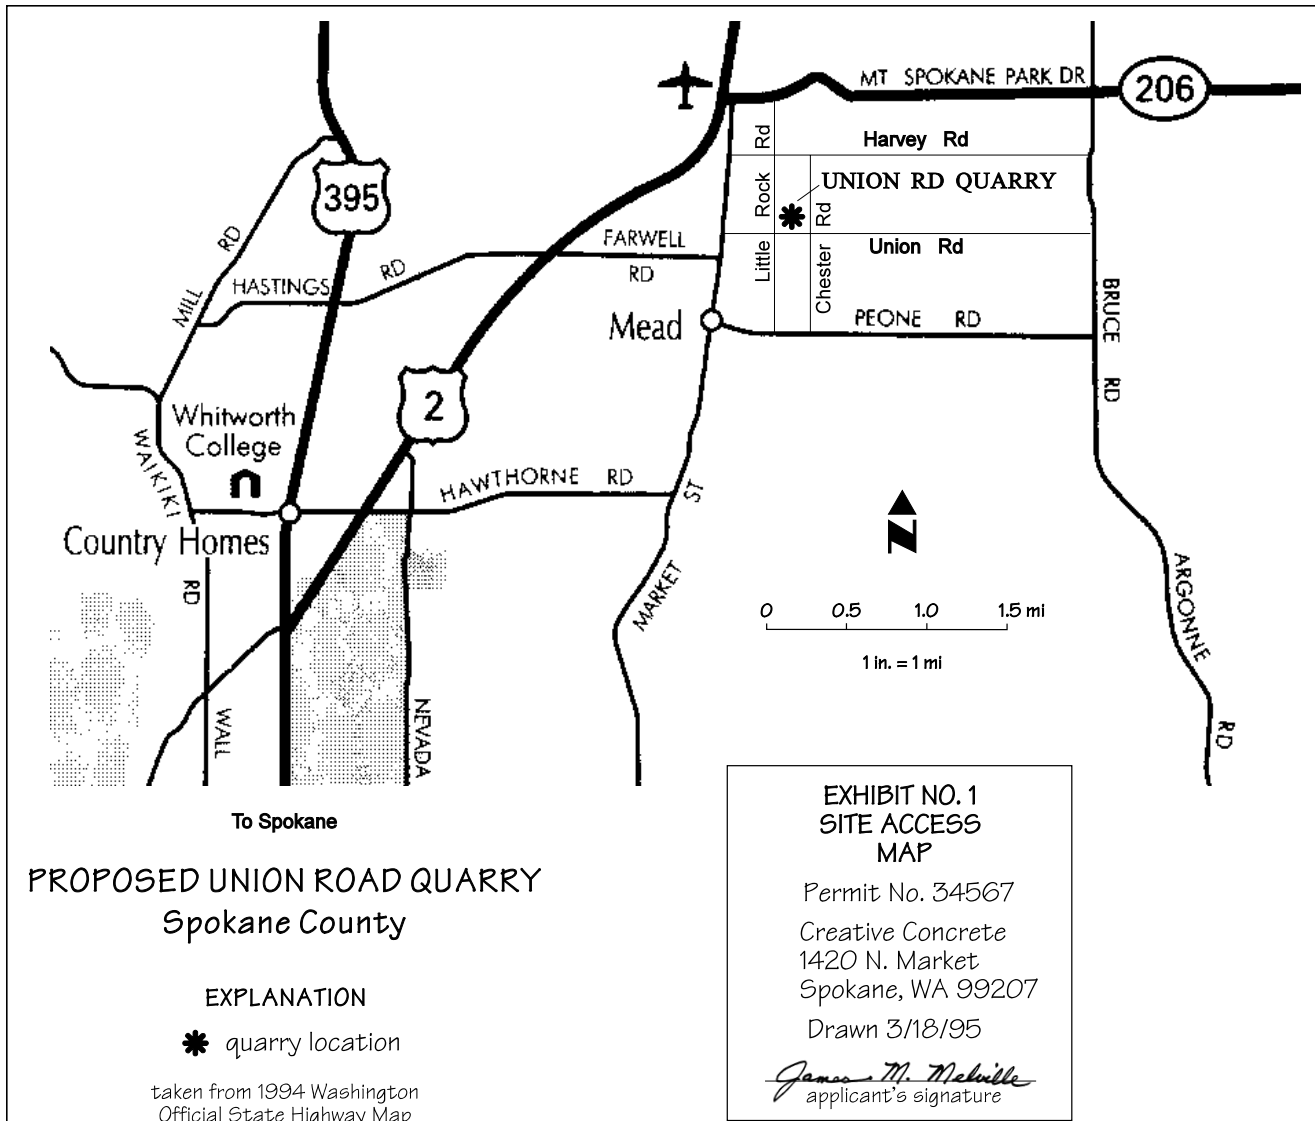 MT SPOKANE PARK DR
206
Harvey Rd
395
UNION RD QUARRY
Little Rock Rd
Chester Rd
Union Rd
FARWELL RD
HASTINGS RD
MILL RD
BRUCE RD
Mead
PEONE RD
2
Whitworth
College
WAIKIKI RD
HAWTHORNE RD
MARKET ST
Country Homes
N
0 0.5 1.0 1.5 mi
1 in. = 1 mi
ARGONNE RD
WALL
NEVADA
To Spokane
PROPOSED UNION ROAD QUARRY
Spokane County
EXPLANATION
quarry location
taken from 1994 Washington
Official State Highway Map
EXHIBIT NO. 1
SITE ACCESS
MAP
Permit No. 34567
Creative Concrete
1420 N. Market
Spokane, WA 99207
Drawn 3/18/95
James M. Melville
applicant's signature